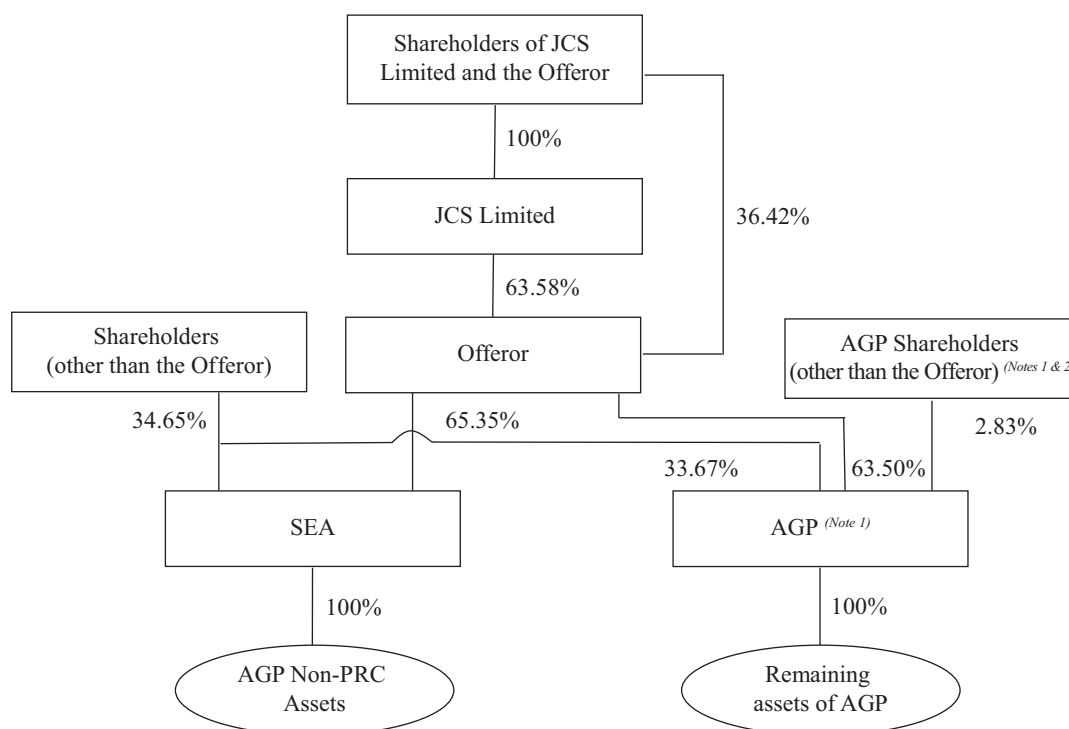 Shareholders of JCS
Limited and the Offeror
100%
JCS Limited
36.42%
63.58%
Shareholders
(other than the Offeror)
Offeror
AGP Shareholders
(other than the Offeror) (Notes 1 & 2
34.65%
65.35%
2.83%
33.67%
63.50%
SEA
AGP (Note 1)
100%
100%
AGP Non-PRC
Assets
Remaining
assets of AGP